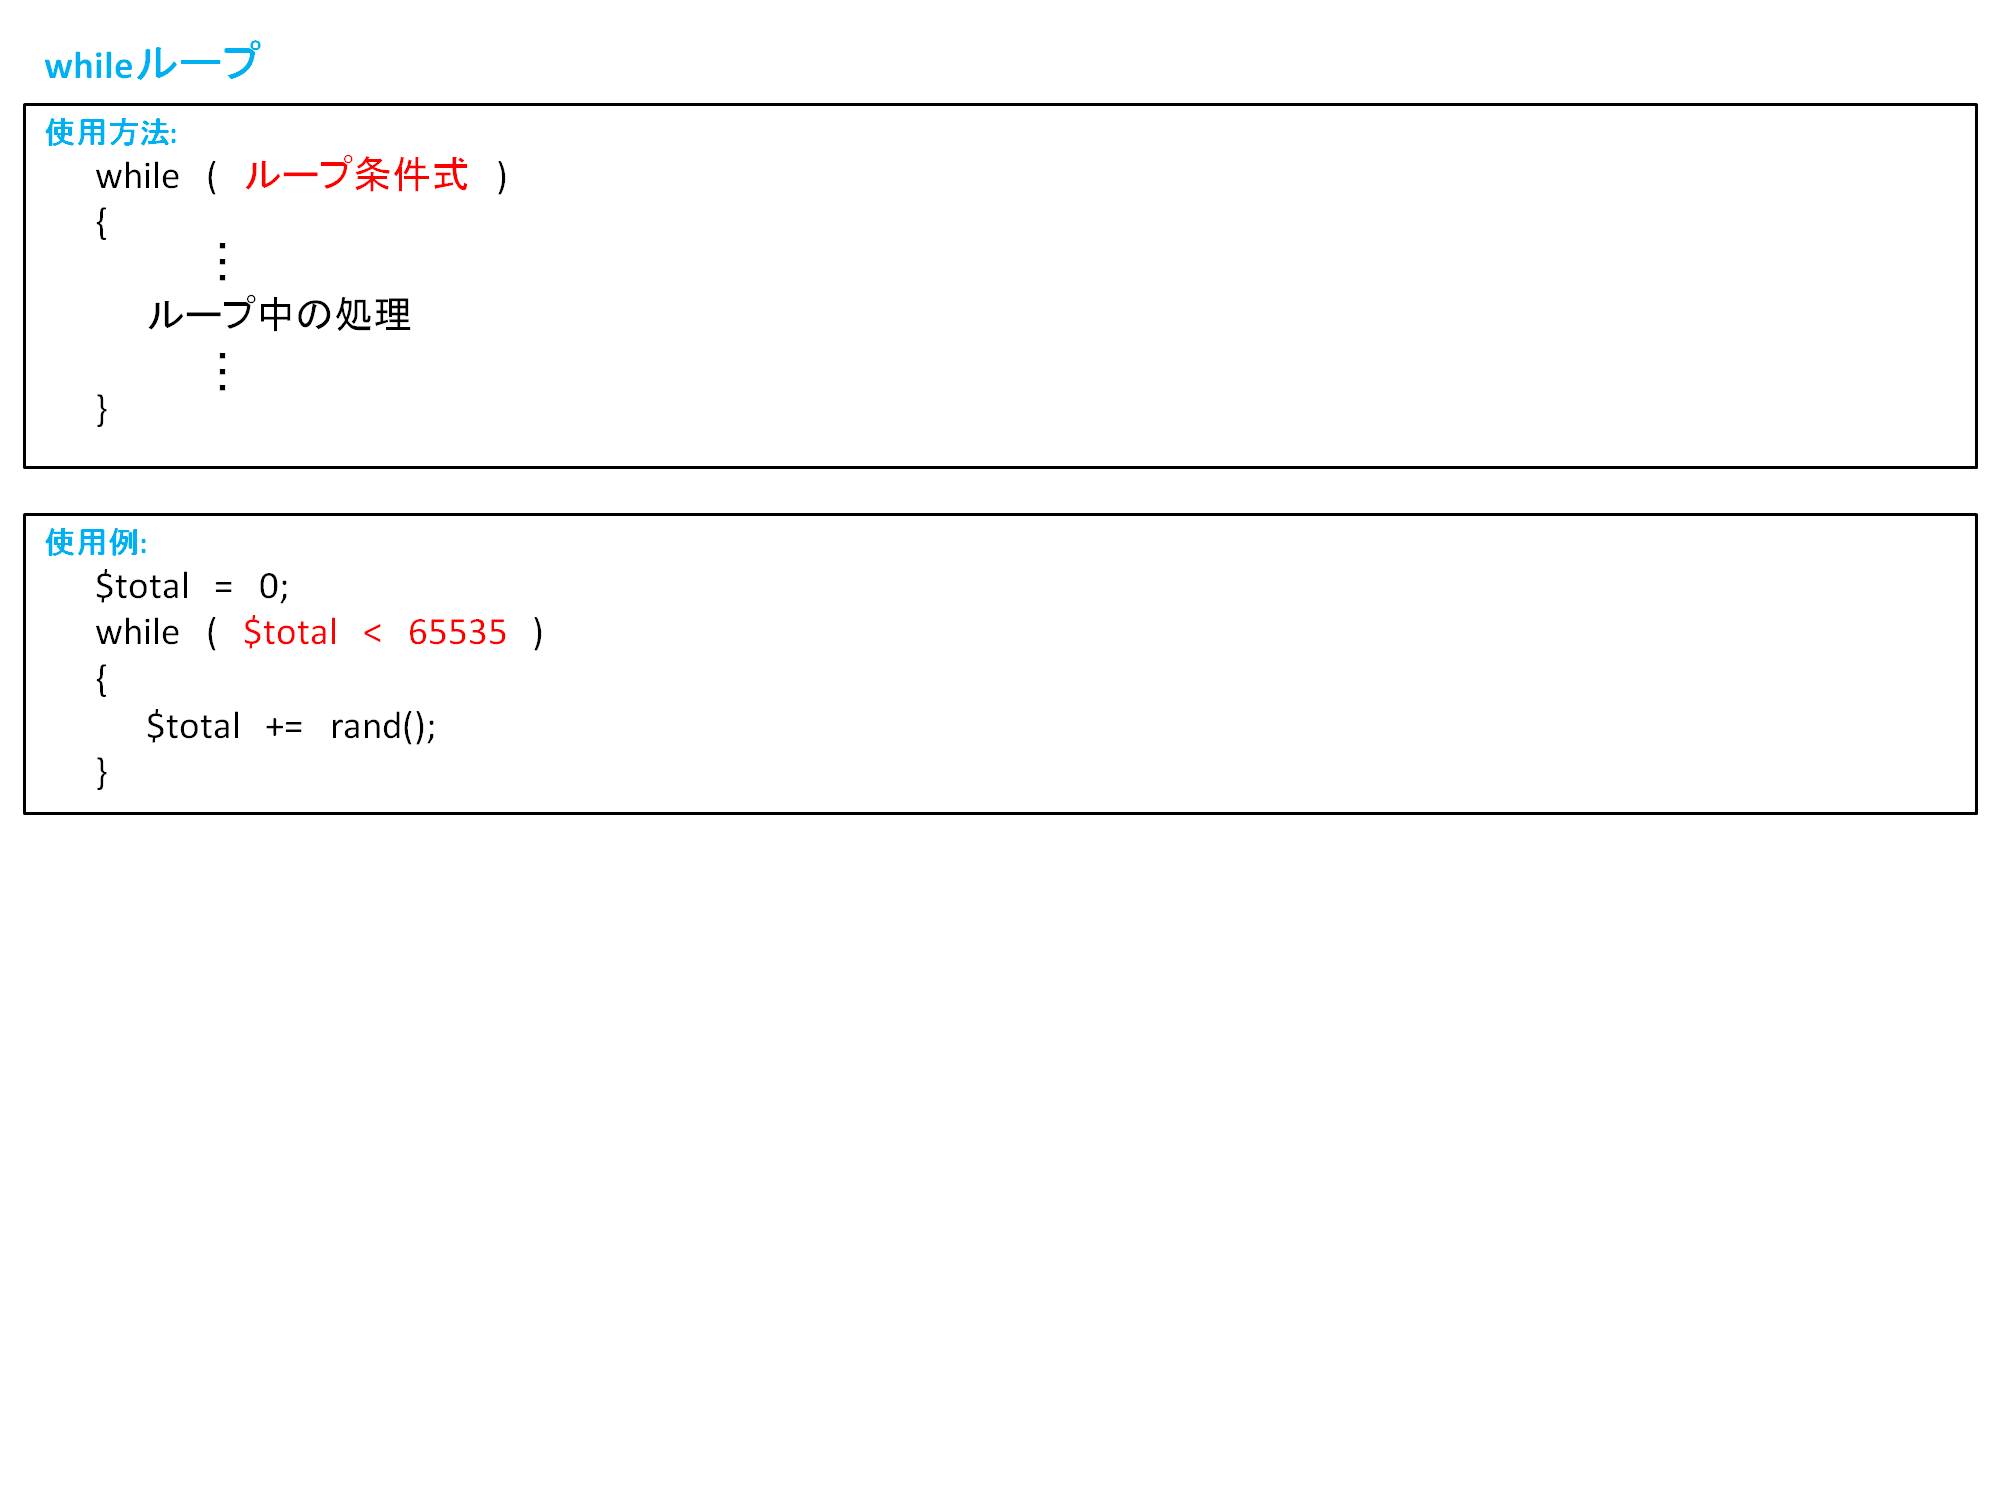 whileループ
使用方法:
while ( ループ条件式 )
{
⋮
ループ中の処理
⋮
}
使用例:
$total = 0;
while ( $total < 65535 )
{
$total += rand();
}